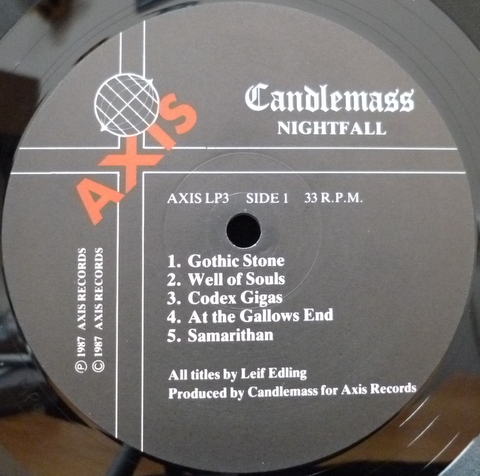 AXIS
Candlemass
NIGHTFALL
AXIS LP3 SIDE 1 33 R.P.M.
1. Gothic Stone
2. Well of Souls
3. Codex Gigas
4. At the Gallows End
5. Samarithan
All titles by Leif Edling
Produced by Candlemass for Axis Records
Ⓟ 1987 AXIS RECORDS
© 1987 AXIS RECORDS